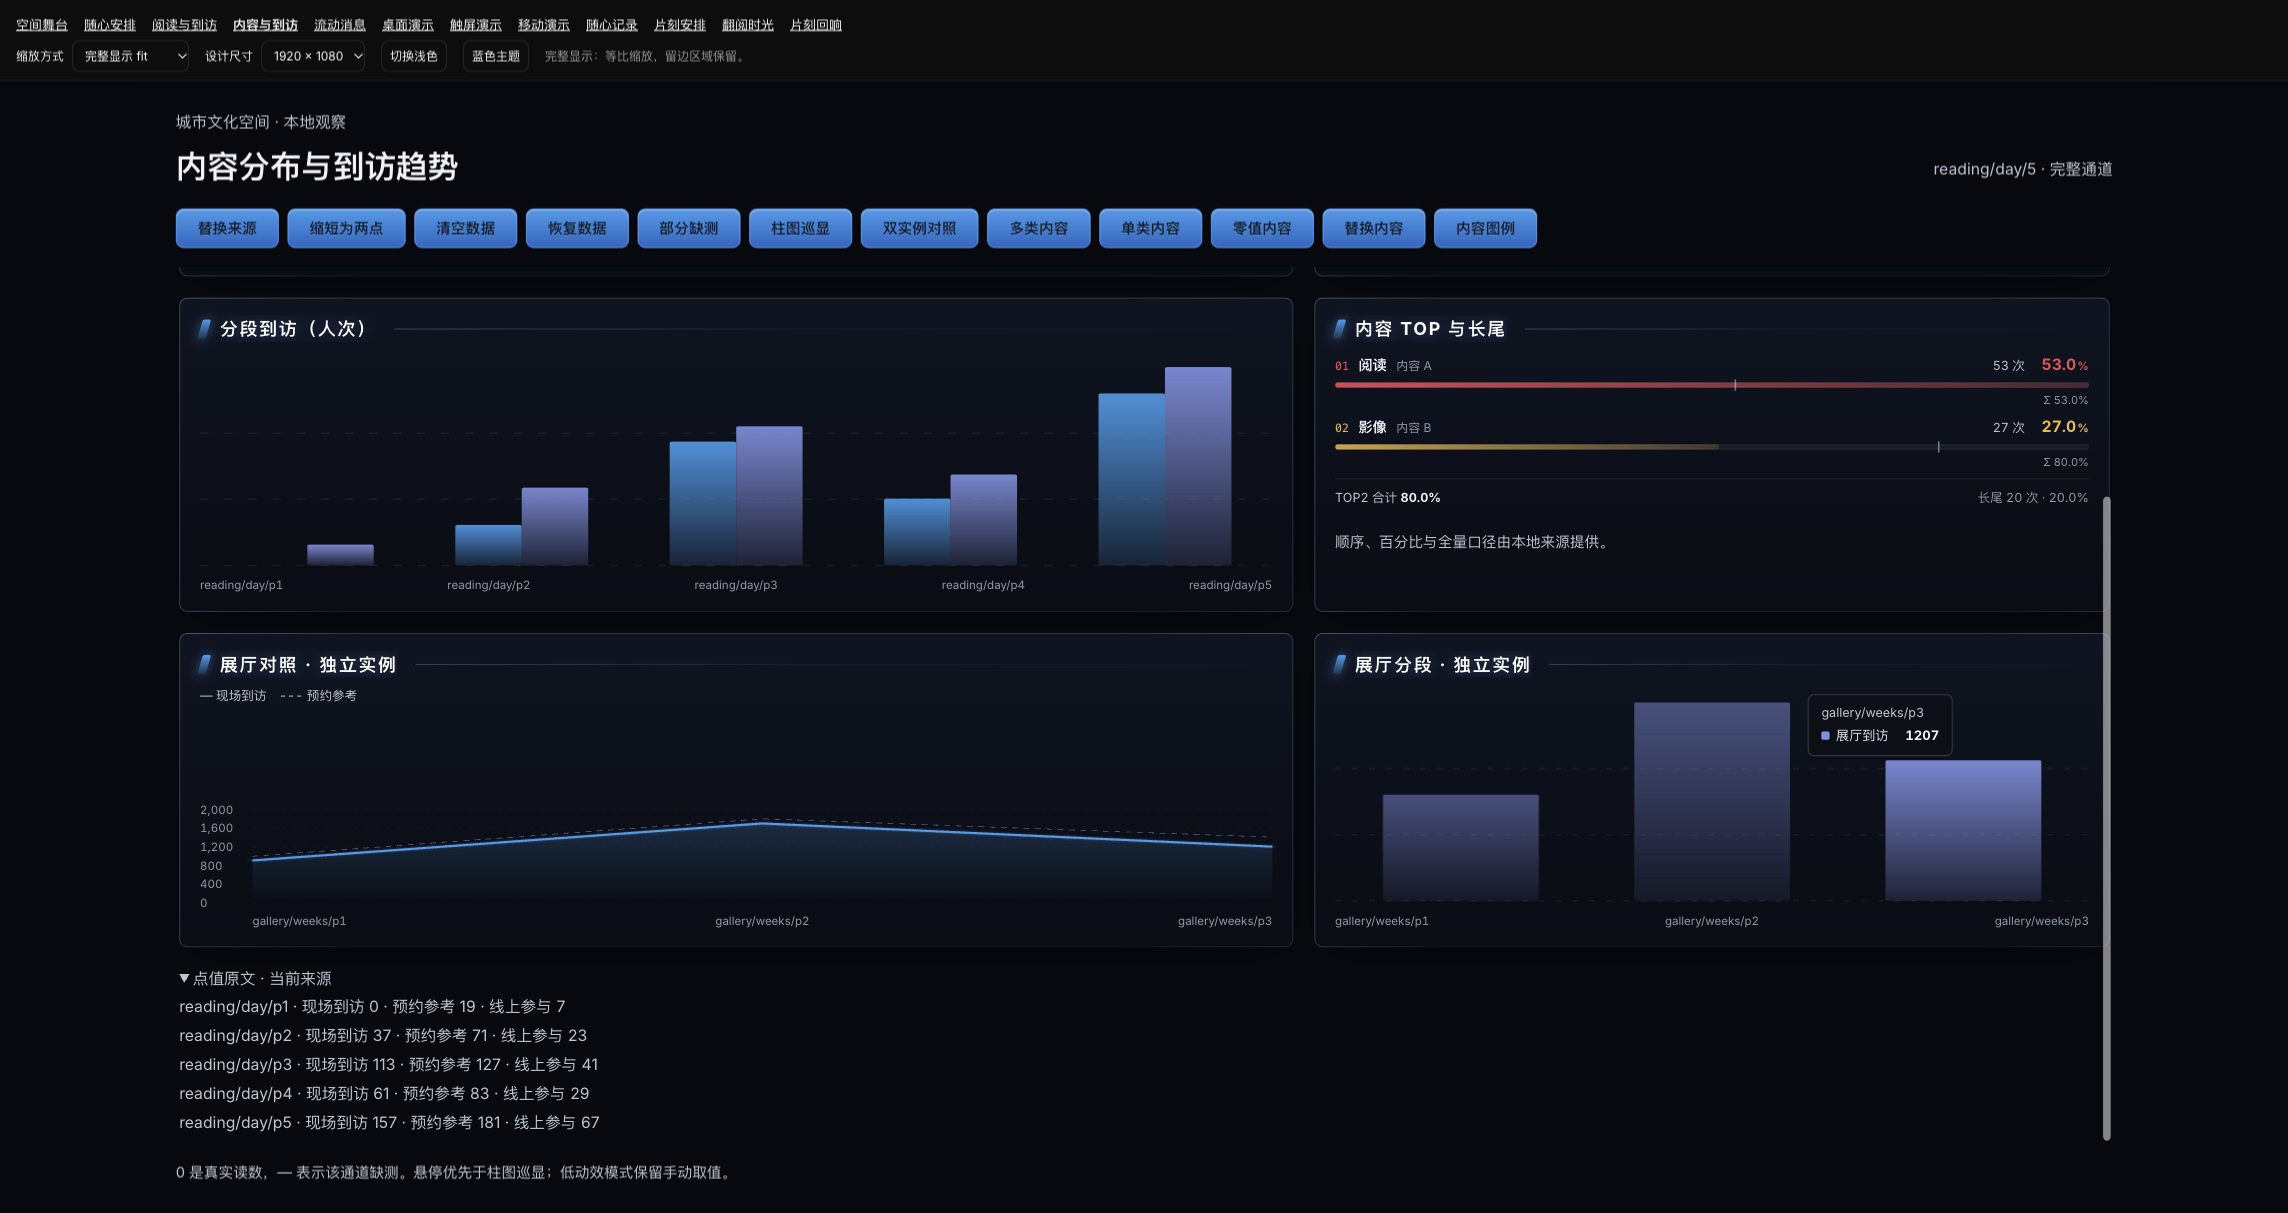 空间舞台 随心安排 阅读与到访 内容与到访 流动消息 桌面演示 触屏演示 移动演示 随心记录 片刻安排 翻阅时光 片刻回响
缩放方式 完整显示 fit 设计尺寸 1920 × 1080 切换浅色 蓝色主题 完整显示：等比缩放，留边区域保留。
城市文化空间 · 本地观察
内容分布与到访趋势
reading/day/5 · 完整通道
替换来源 缩短为两点 清空数据 恢复数据 部分缺测 柱图巡显 双实例对照 多类内容 单类内容 零值内容 替换内容 内容图例
分段到访（人次）
reading/day/p1 reading/day/p2 reading/day/p3 reading/day/p4 reading/day/p5
内容 TOP 与长尾
01 阅读 内容 A 53 次 53.0%
Σ 53.0%
02 影像 内容 B 27 次 27.0%
Σ 80.0%
TOP2 合计 80.0% 长尾 20 次 · 20.0%
顺序、百分比与全量口径由本地来源提供。
展厅对照 · 独立实例
— 现场到访 --- 预约参考
2,000
1,600
1,200
800
400
0
gallery/weeks/p1 gallery/weeks/p2 gallery/weeks/p3
展厅分段 · 独立实例
gallery/weeks/p3
展厅到访 1207
gallery/weeks/p1 gallery/weeks/p2 gallery/weeks/p3
▼点值原文 · 当前来源
reading/day/p1 · 现场到访 0 · 预约参考 19 · 线上参与 7
reading/day/p2 · 现场到访 37 · 预约参考 71 · 线上参与 23
reading/day/p3 · 现场到访 113 · 预约参考 127 · 线上参与 41
reading/day/p4 · 现场到访 61 · 预约参考 83 · 线上参与 29
reading/day/p5 · 现场到访 157 · 预约参考 181 · 线上参与 67
0 是真实读数，— 表示该通道缺测。悬停优先于柱图巡显；低动效模式保留手动取值。